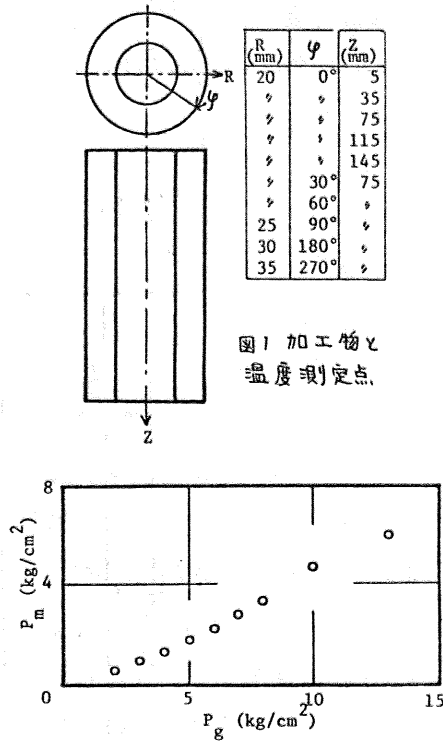 R
φ
Z
R
(mm)
φ
Z
(mm)
20 0° 5
〃 〃 35
〃 〃 75
〃 〃 115
〃 〃 145
〃 30° 75
〃 60° 〃
25 90° 〃
30 180° 〃
35 270° 〃
図1 加工物と
温度測定点
8
4
0
5
10
15
Pm (kg/cm²)
Pg (kg/cm²)